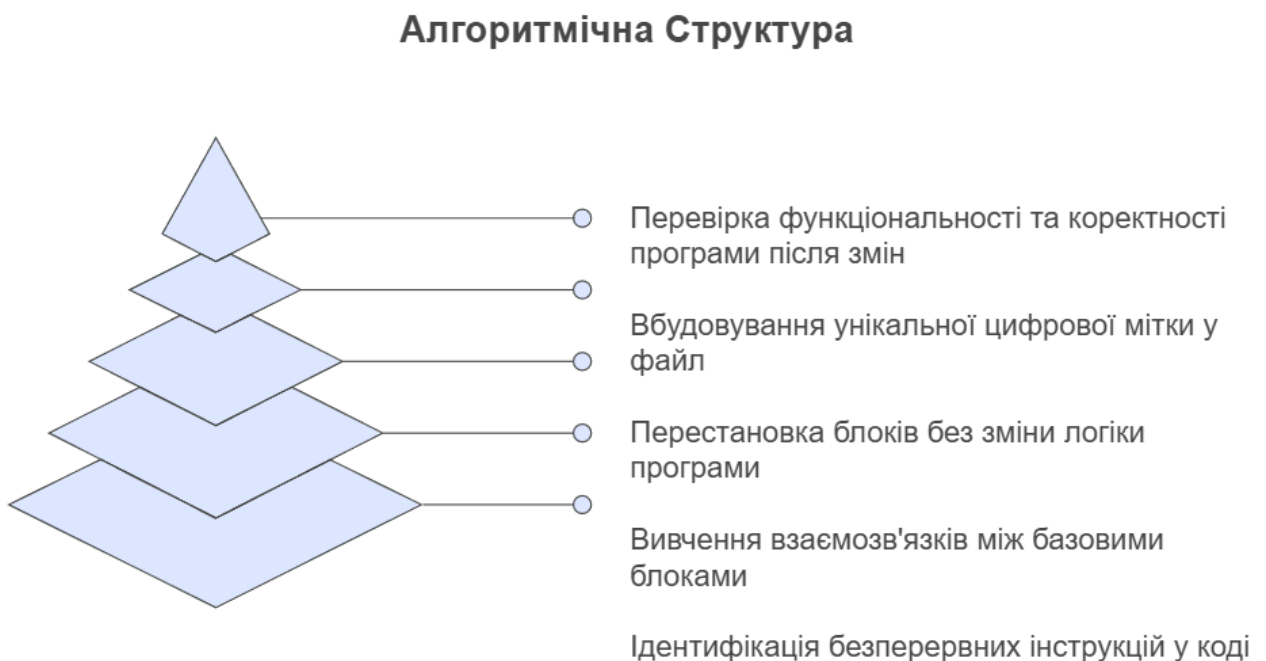 Алгоритмічна Структура
Перевірка функціональності та коректності
програми після змін
Вбудовування унікальної цифрової мітки у
файл
Перестановка блоків без зміни логіки
програми
Вивчення взаємозв'язків між базовими
блоками
Ідентифікація безперервних інструкцій у коді